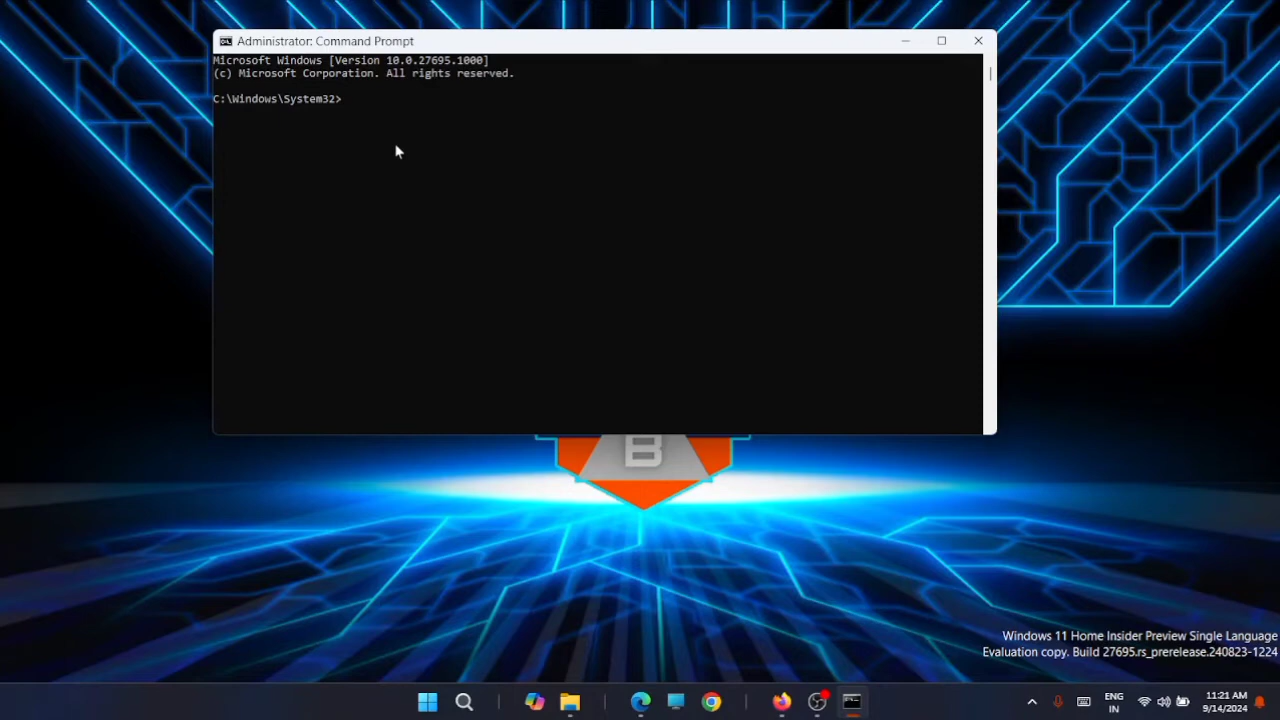 Administrator: Command Prompt
Microsoft Windows [Version 10.0.27695.1000]
(c) Microsoft Corporation. All rights reserved.
C:\Windows\System32>
B
Windows 11 Home Insider Preview Single Language
Evaluation copy. Build 27695.rs_prerelease.240823-1224
ENG
IN
11:21 AM
9/14/2024